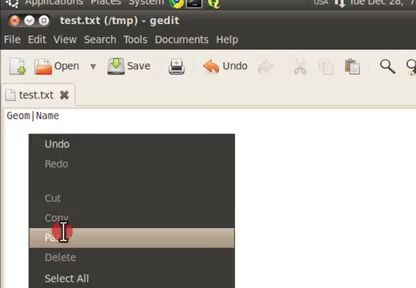 Applications Places System USA Tue Dec 28,
test.txt (/tmp) - gedit
File Edit View Search Tools Documents Help
Open Save Undo
test.txt
Geom|Name
Undo
Redo
Cut
Copy
Delete
Select All